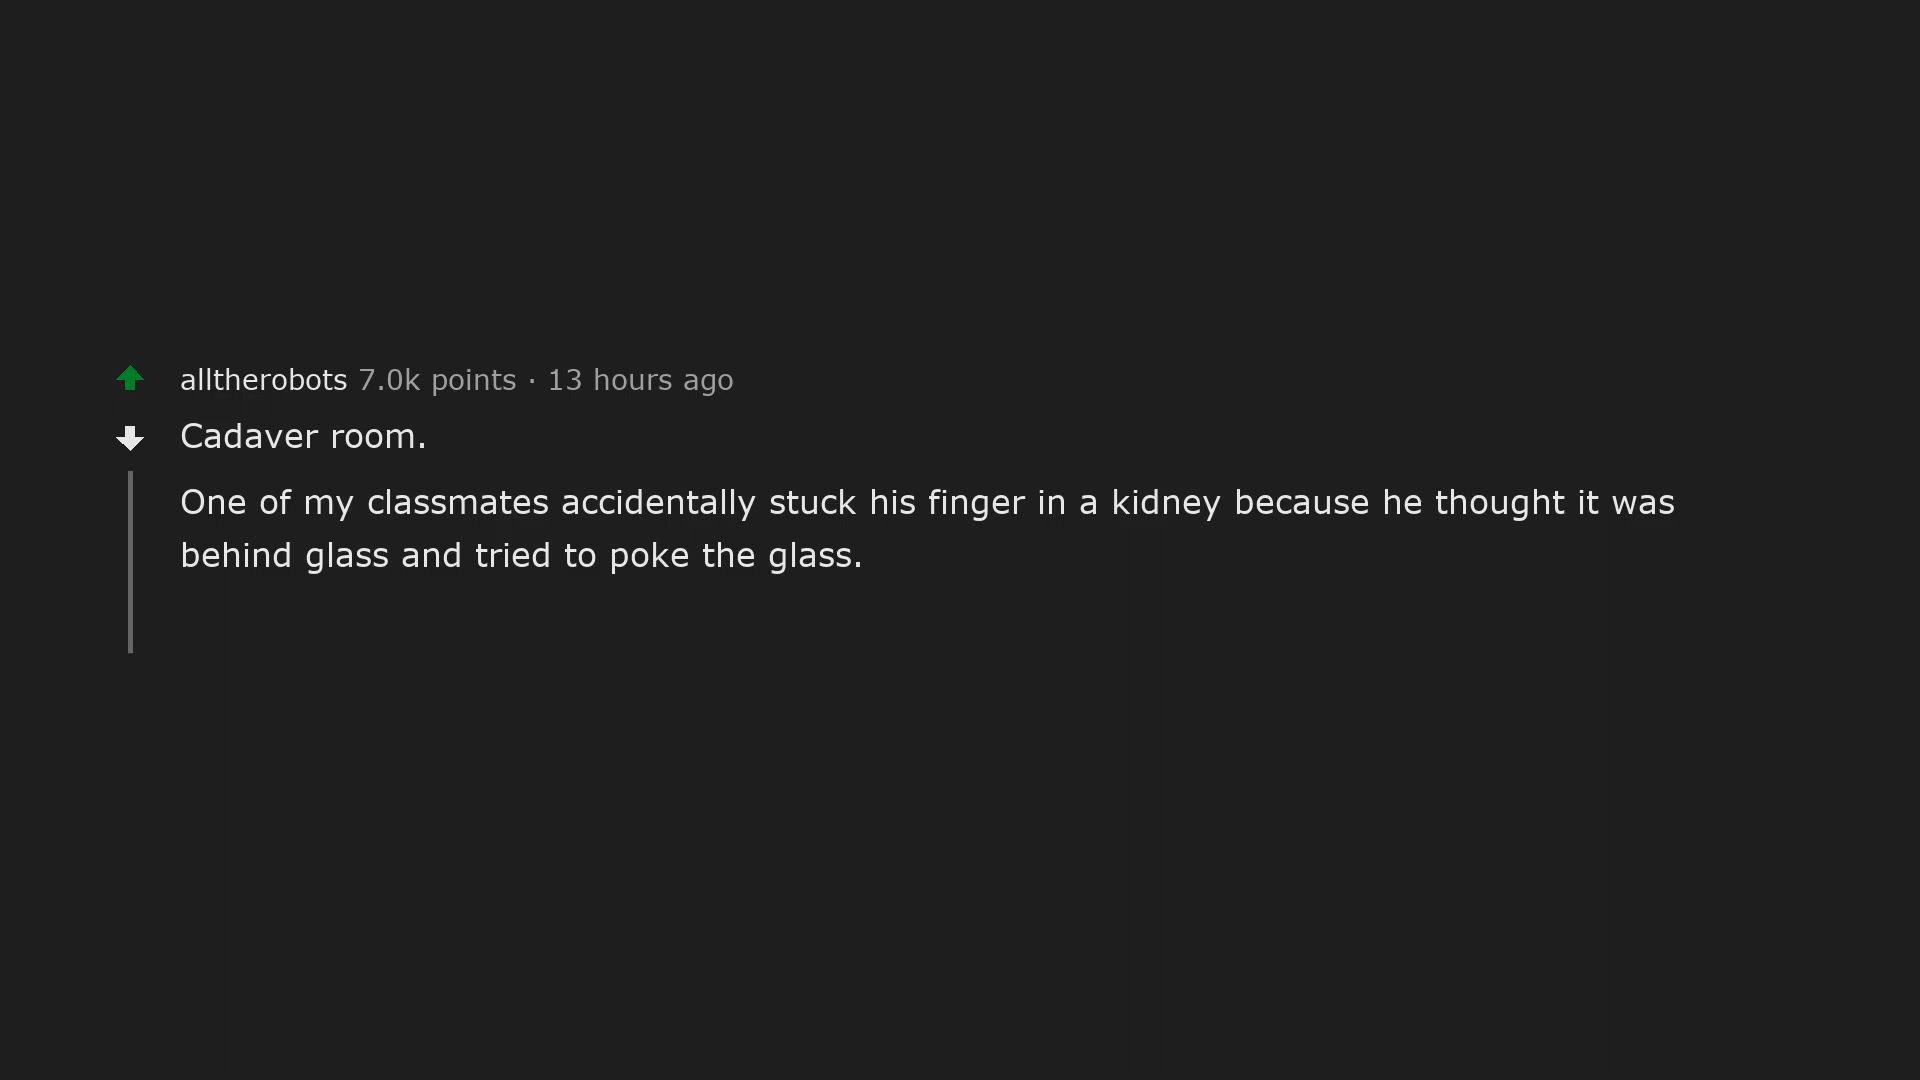 alltherobots 7.0k points · 13 hours ago
Cadaver room.
One of my classmates accidentally stuck his finger in a kidney because he thought it was
behind glass and tried to poke the glass.